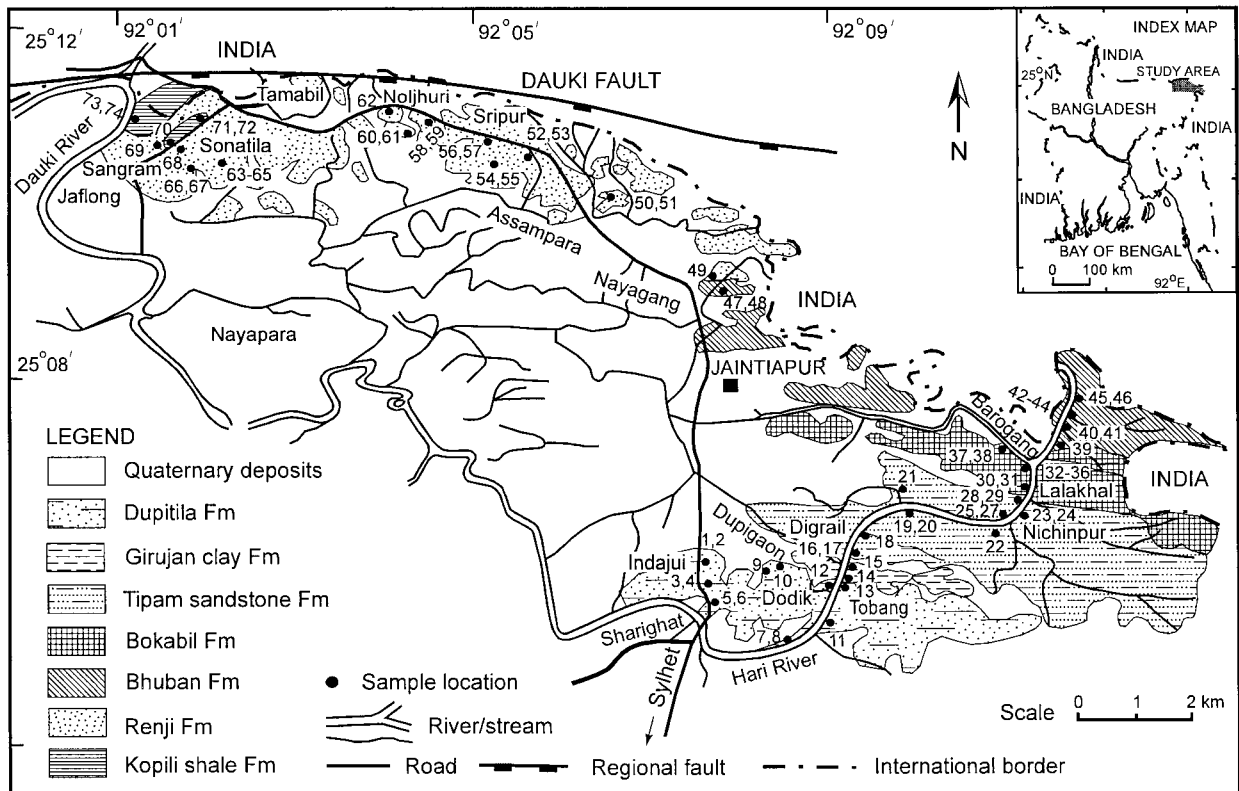 92°01′
92°05′
92°09′
25°12′
INDIA
DAUKI FAULT
INDEX MAP
INDIA
25°N
STUDY AREA
BANGLADESH
INDIA
INDIA
BAY OF BENGAL
0 100 km
92°E
N
Tamabil
Noljhuri
Sripur
73,74
70
71,72
62
60,61
58,59
56,57
52,53
54,55
50,51
69
68
Sonatila
Sangram
66,67
63-65
Dauki River
Jaflong
Assampara
Nayagang
49
47,48
INDIA
Nayapara
25°08′
JAINTIAPUR
42-44
45,46
Barogang
40,41
39
37,38
INDIA
32-36
30,31
Lalakhal
21
28,29
25,27
23,24
Nichinpur
22
19,20
Digrail
18
Dupigaon
16,17
15
1,2
Indajui
9
10
12
14
3,4
Dodik
13
Tobang
5,6
Sharighat
7,8
11
Hari River
Sylhet
LEGEND
Quaternary deposits
Dupitila Fm
Girujan clay Fm
Tipam sandstone Fm
Bokabil Fm
Bhuban Fm
Renji Fm
Kopili shale Fm
Sample location
River/stream
Road
Regional fault
International border
Scale 0 1 2 km